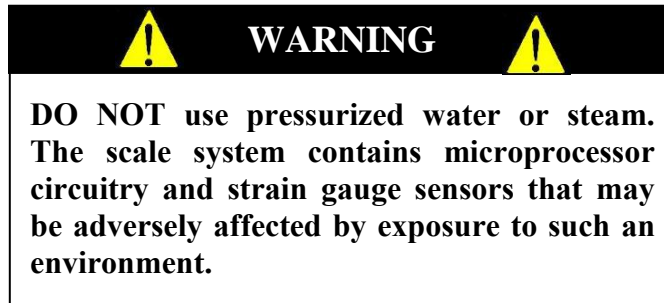 WARNING
DO NOT use pressurized water or steam.
The scale system contains microprocessor
circuitry and strain gauge sensors that may
be adversely affected by exposure to such an
environment.